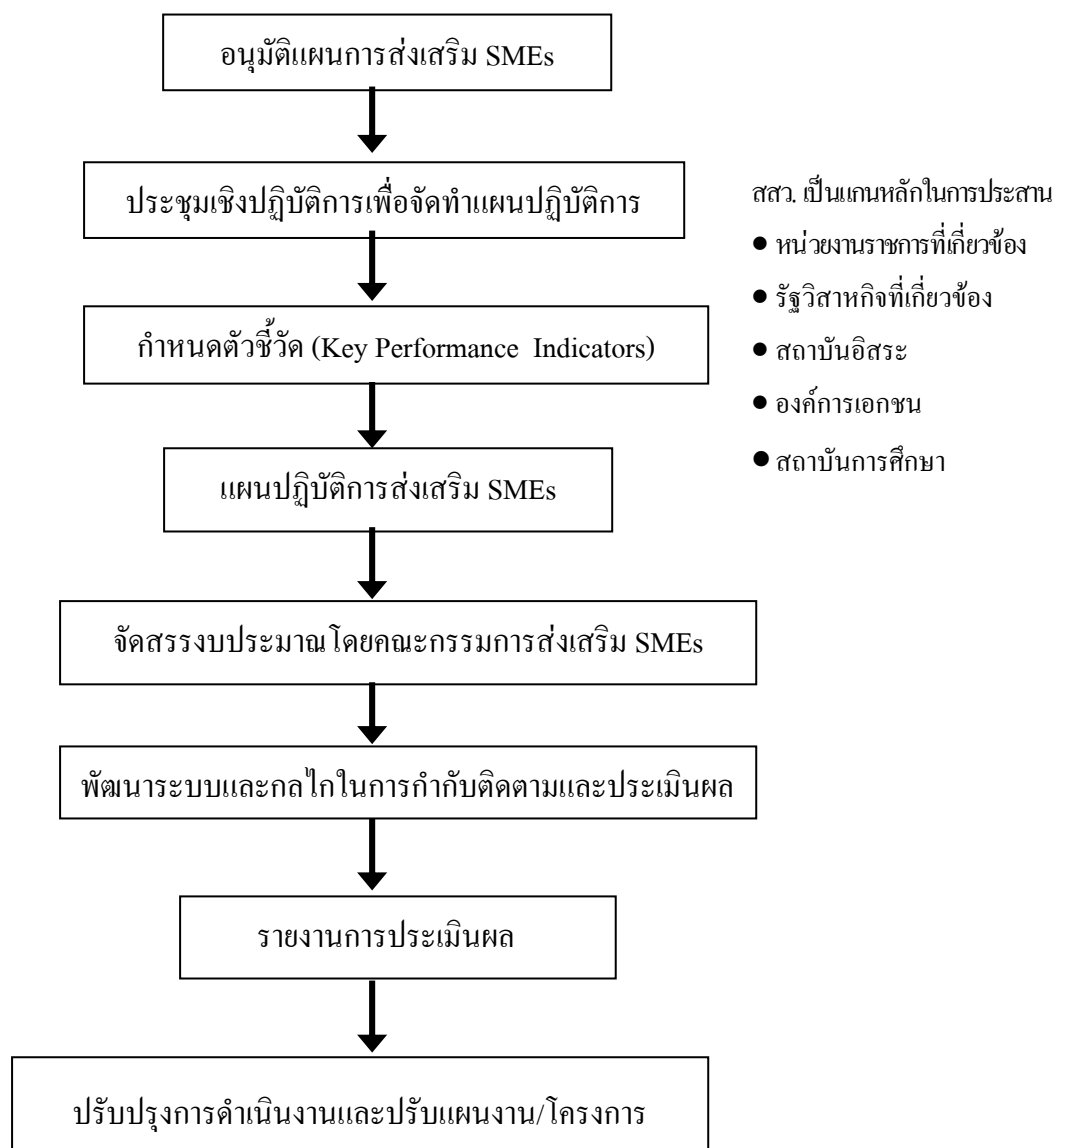 อนุมัติแผนการส่งเสริม SMEs
ประชุมเชิงปฏิบัติการเพื่อจัดทำแผนปฏิบัติการ
กำหนดตัวชี้วัด (Key Performance Indicators)
แผนปฏิบัติการส่งเสริม SMEs
จัดสรรงบประมาณโดยคณะกรรมการส่งเสริม SMEs
พัฒนาระบบและกลไกในการกำกับติดตามและประเมินผล
รายงานการประเมินผล
ปรับปรุงการดำเนินงานและปรับแผนงาน/โครงการ
สสว. เป็นแกนหลักในการประสาน
● หน่วยงานราชการที่เกี่ยวข้อง
● รัฐวิสาหกิจที่เกี่ยวข้อง
● สถาบันอิสระ
● องค์การเอกชน
● สถาบันการศึกษา